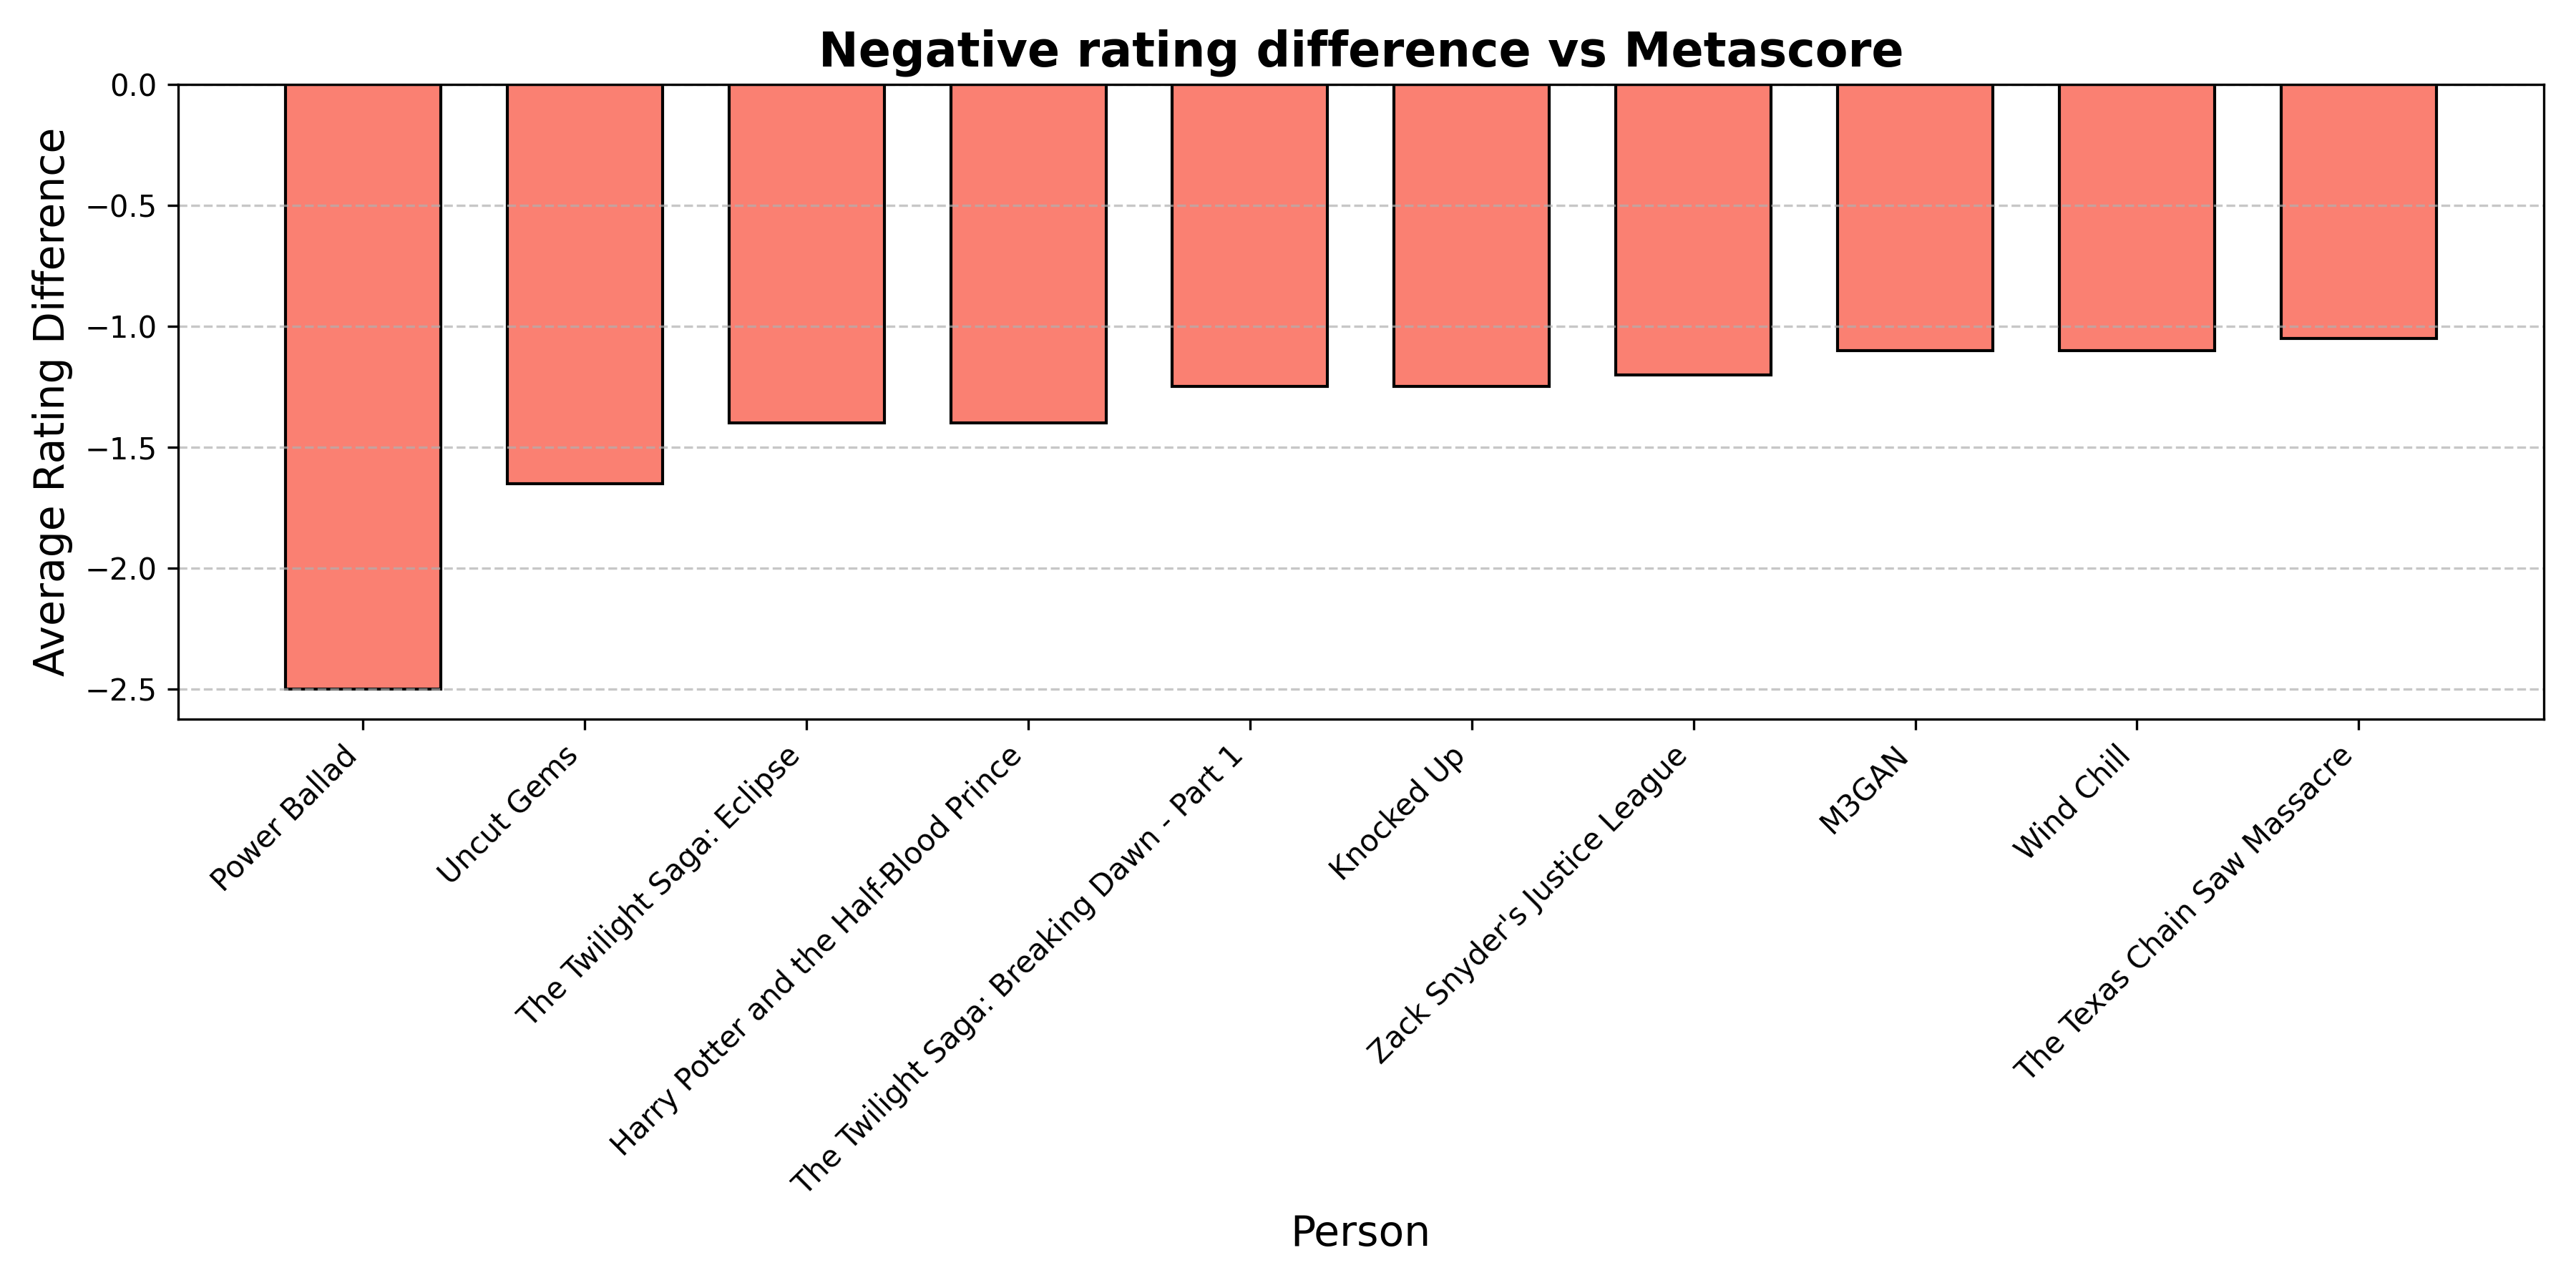 Negative rating difference vs Metascore
Average Rating Difference
0.0
−0.5
−1.0
−1.5
−2.0
−2.5
Power Ballad
Uncut Gems
The Twilight Saga: Eclipse
Harry Potter and the Half-Blood Prince
The Twilight Saga: Breaking Dawn - Part 1
Knocked Up
Zack Snyder's Justice League
M3GAN
Wind Chill
The Texas Chain Saw Massacre
Person